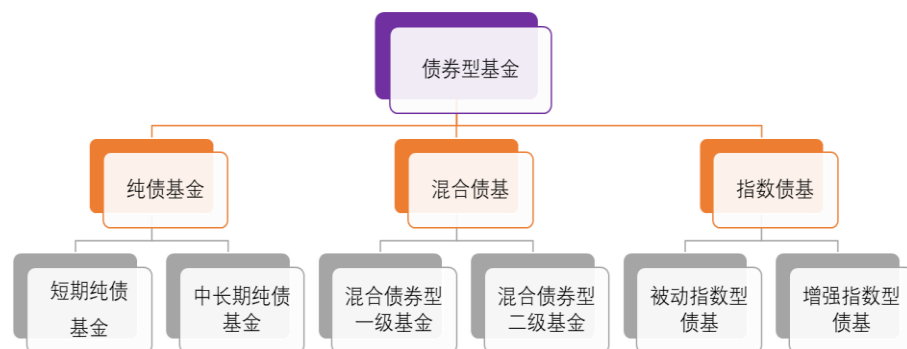 债券型基金
纯债基金
混合债基
指数债基
短期纯债
基金
中长期纯债
基金
混合债券型
一级基金
混合债券型
二级基金
被动指数型
债基
增强指数型
债基